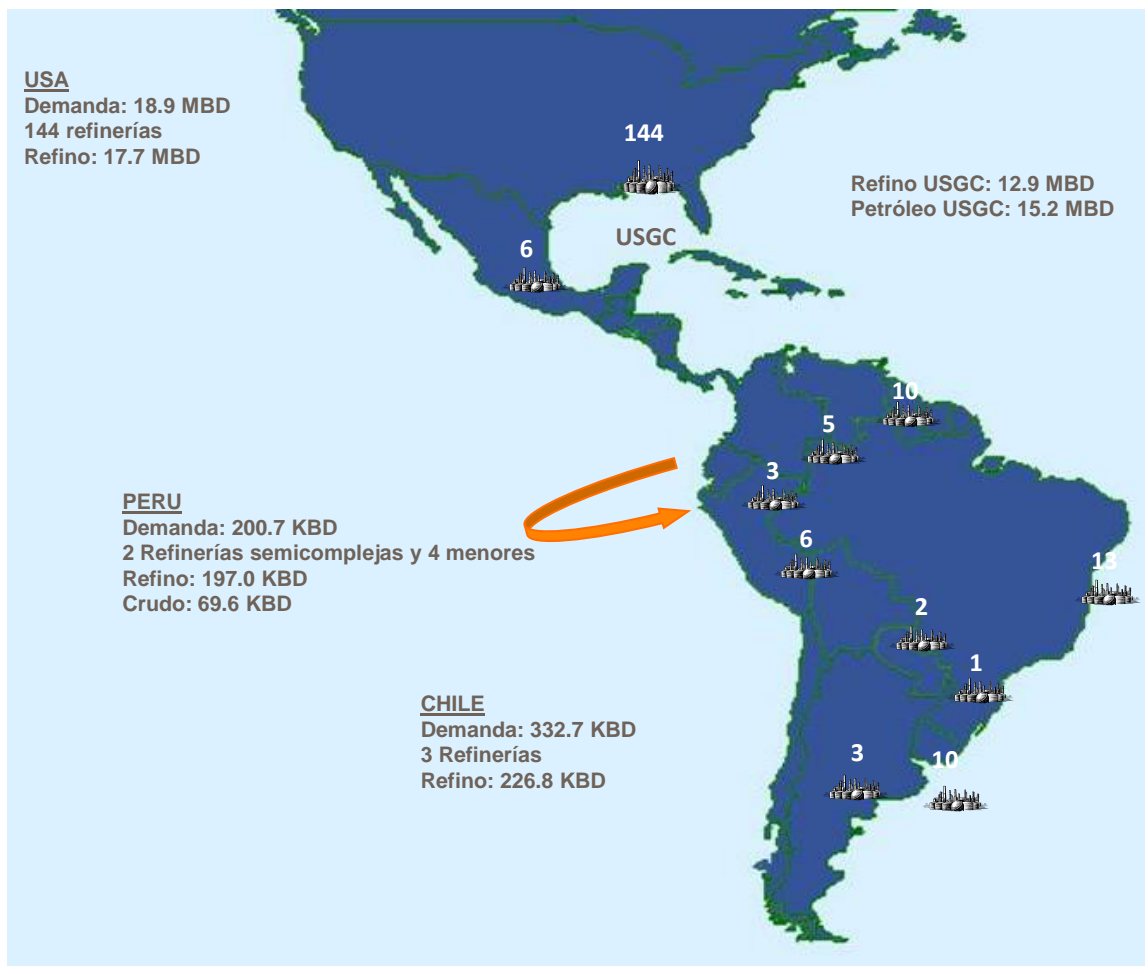 USA
Demanda: 18.9 MBD
144 refinerías
Refino: 17.7 MBD
144
Refino USGC: 12.9 MBD
Petróleo USGC: 15.2 MBD
USGC
6
10
5
3
PERU
Demanda: 200.7 KBD
2 Refinerías semicomplejas y 4 menores
Refino: 197.0 KBD
Crudo: 69.6 KBD
6
13
2
1
CHILE
Demanda: 332.7 KBD
3 Refinerías
Refino: 226.8 KBD
3
10